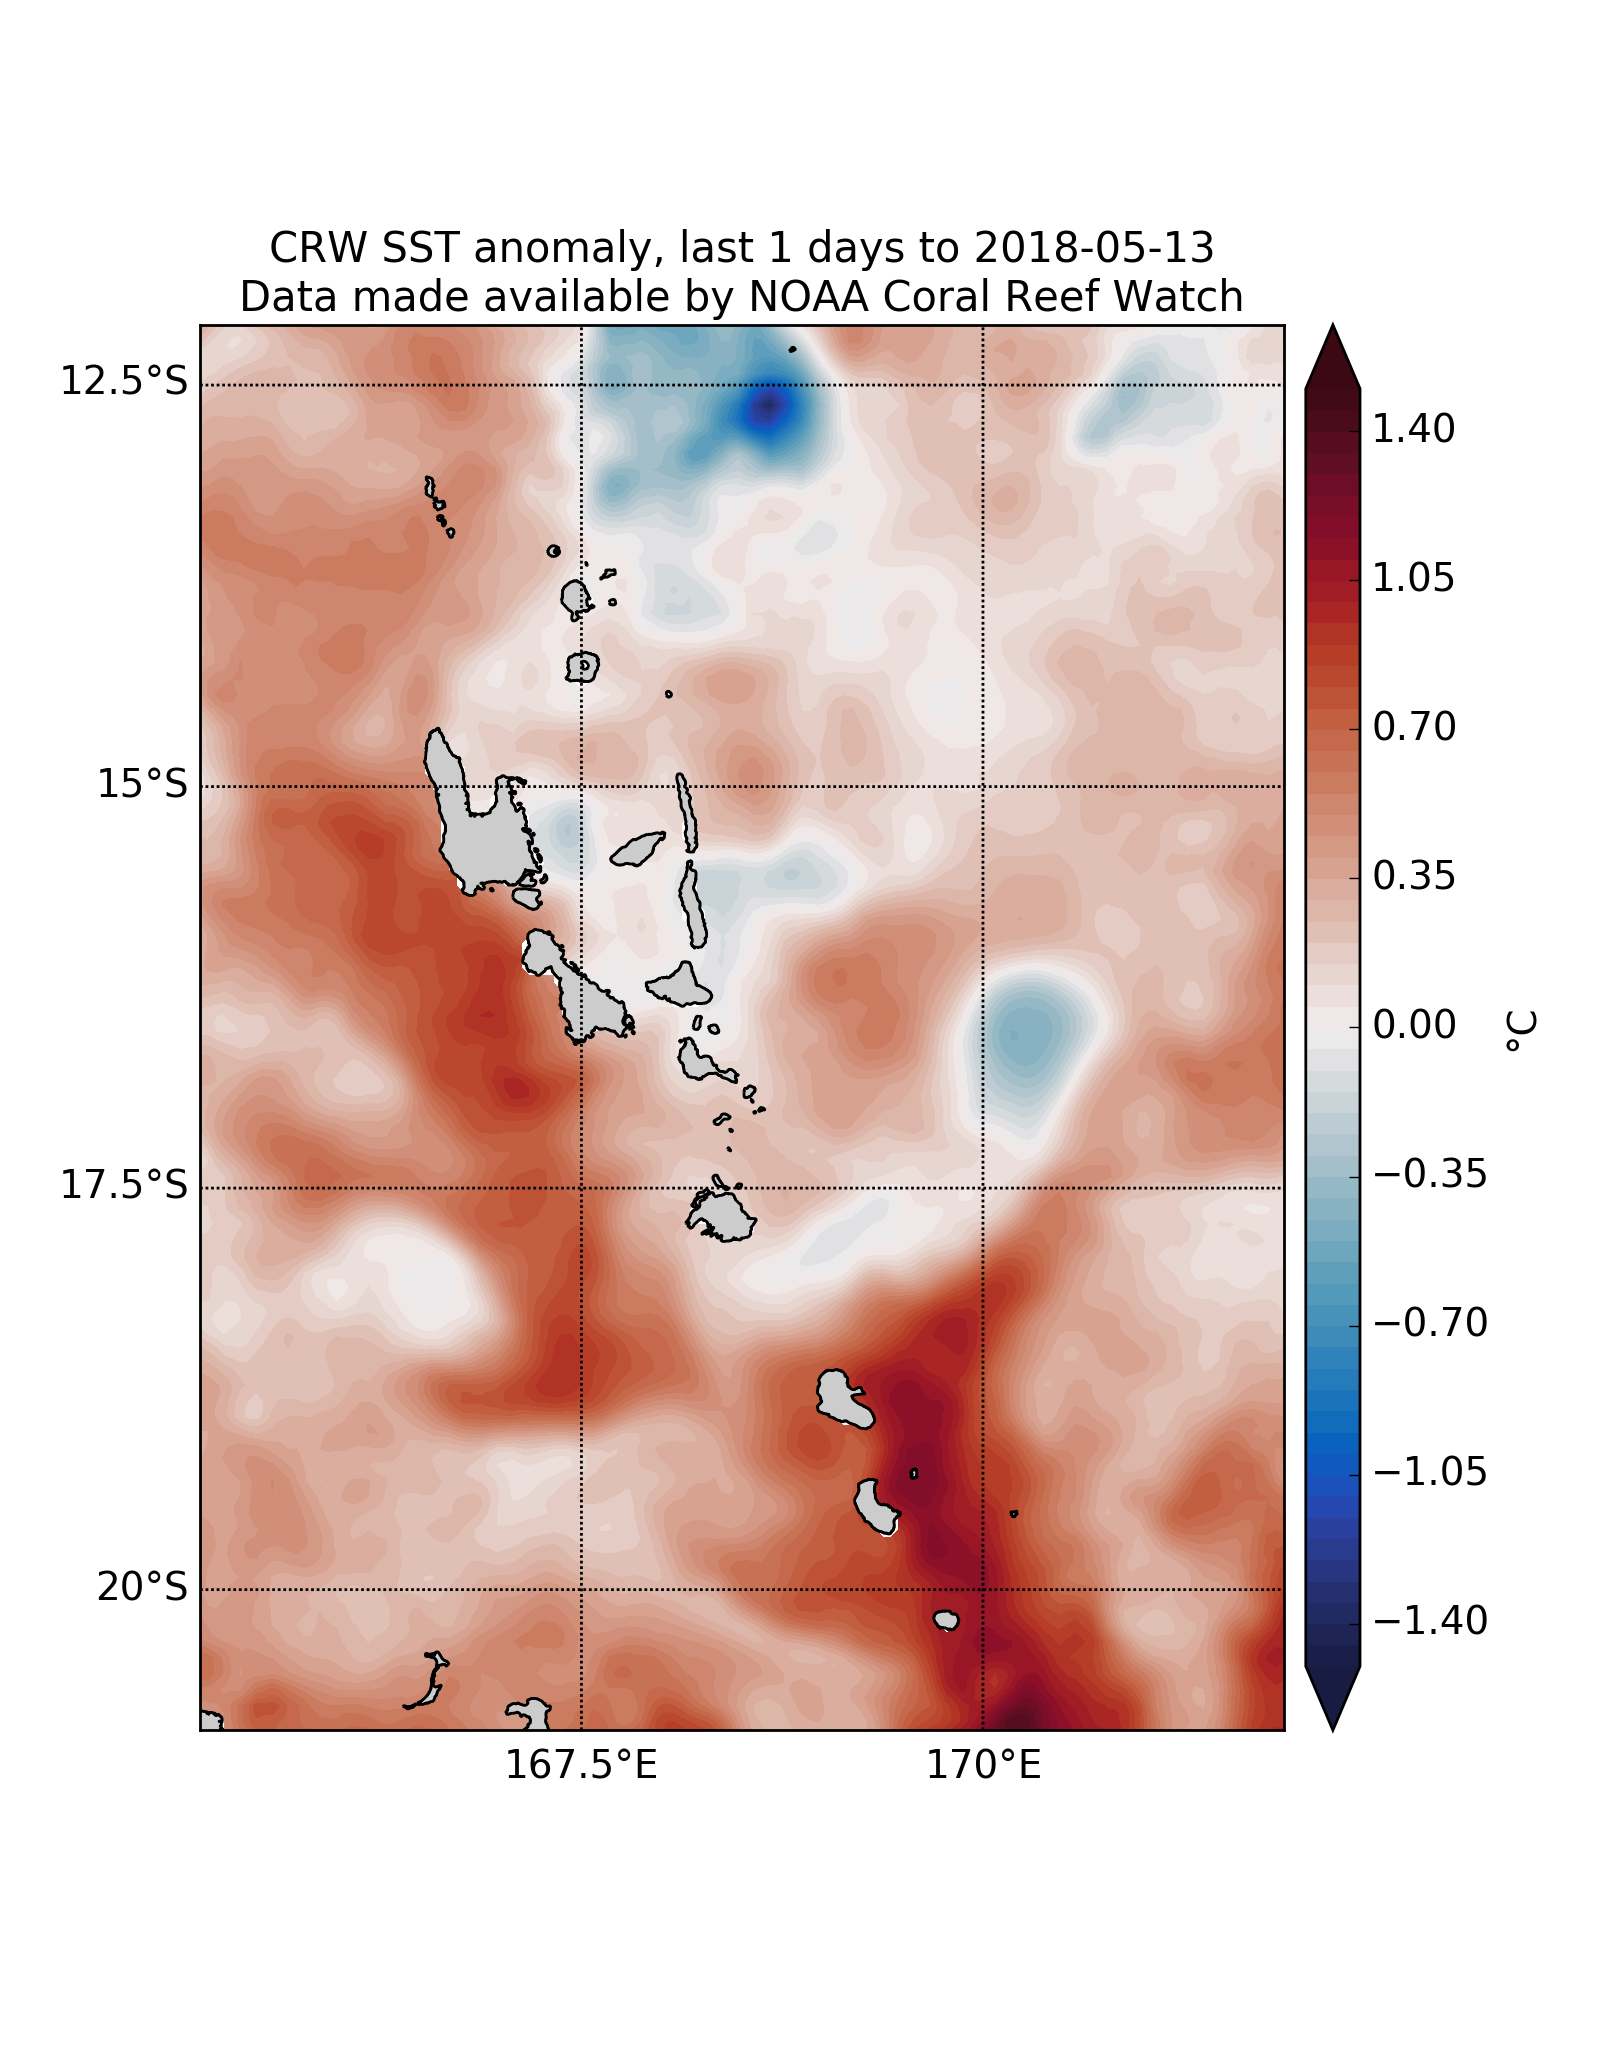 CRW SST anomaly, last 1 days to 2018-05-13
Data made available by NOAA Coral Reef Watch
12.5°S
15°S
17.5°S
20°S
167.5°E
170°E
1.40
1.05
0.70
0.35
0.00
−0.35
−0.70
−1.05
−1.40
°C